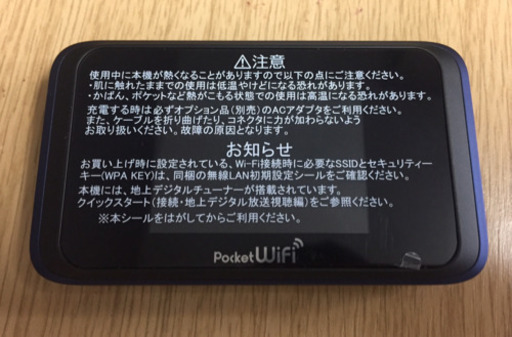 ⚠注意
使用中に本機が熱くなることがありますので以下の点にご注意ください。
・肌に触れたままでの使用は低温やけどになる恐れがあります。
・かばん、ポケットなど熱がこもる状態での使用は高温になる恐れがあります。
充電する時は必ずオプション品(別売)のACアダプタをご利用ください。
また、ケーブルを折り曲げたり、コネクタに力が加わらないよう
お取り扱いください。故障の原因となります。
お知らせ
お買い上げ時に設定されている、Wi-Fi接続時に必要なSSIDとセキュリティー
キー(WPA KEY)は、同梱の無線LAN初期設定シールをご確認ください。
本機には、地上デジタルチューナーが搭載されています。
クイックスタート(接続・地上デジタル放送視聴編)をご参照ください。
※本シールをはがしてからご利用ください。
Pocket WiFi